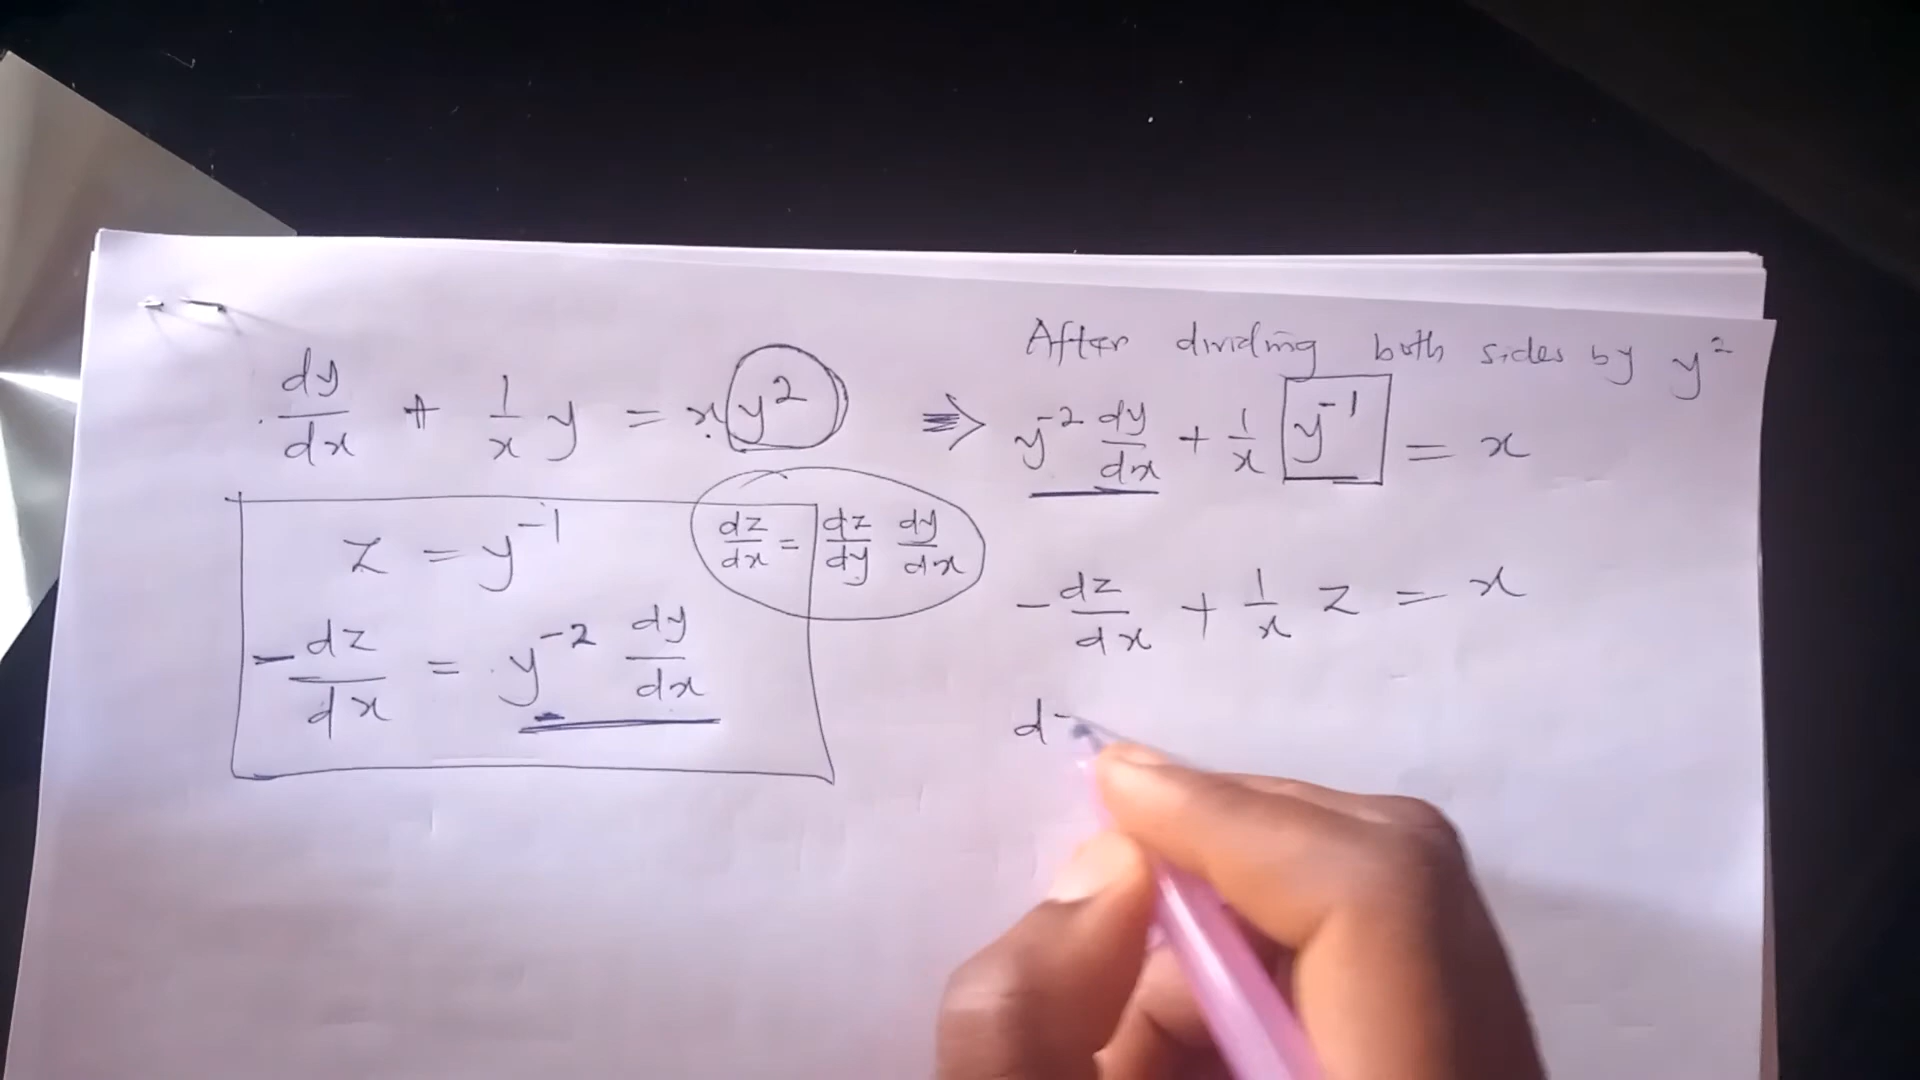 dy/dx + 1/x y = x y²
z = y⁻¹
dz/dx = dz/dy dy/dx
-dz/dx = y⁻² dy/dx
After dividing both sides by y²
⇒ y⁻² dy/dx + 1/x y⁻¹ = x
-dz/dx + 1/x z = x
d